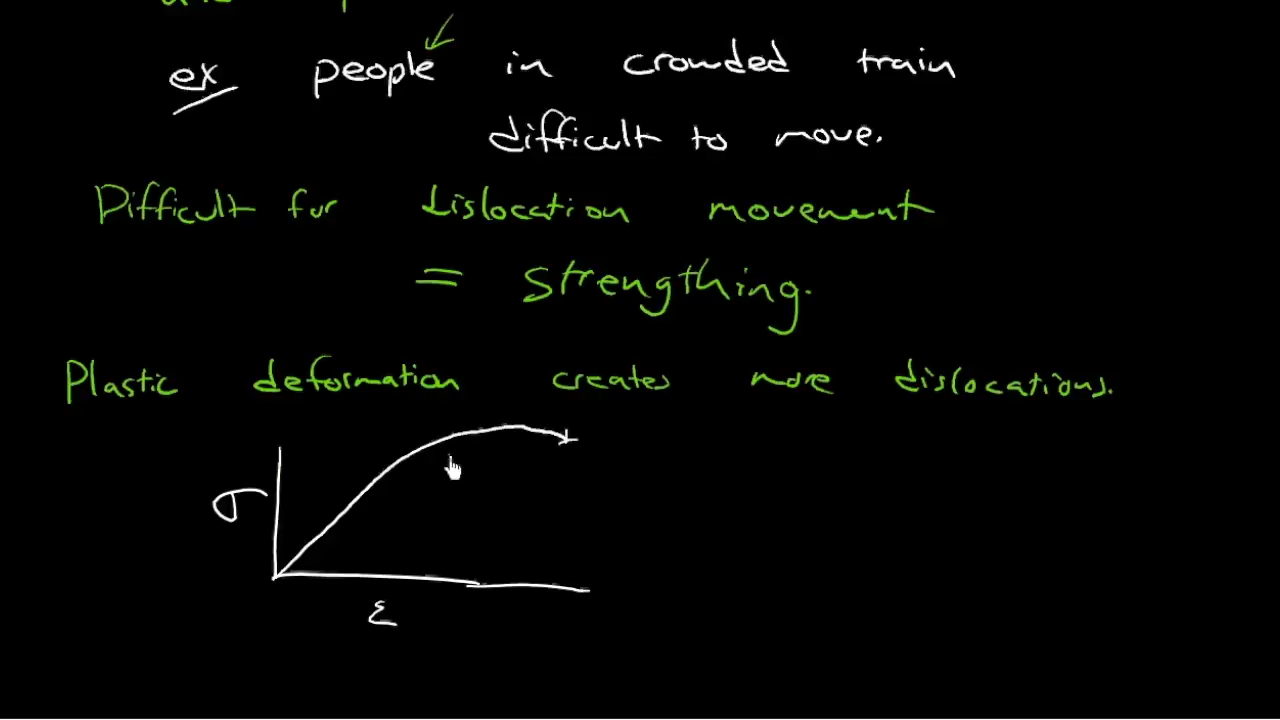 ex people in crowded train
difficult to move.
Difficult for dislocation movement
= strengthing.
Plastic deformation creates more dislocations.
σ
ε